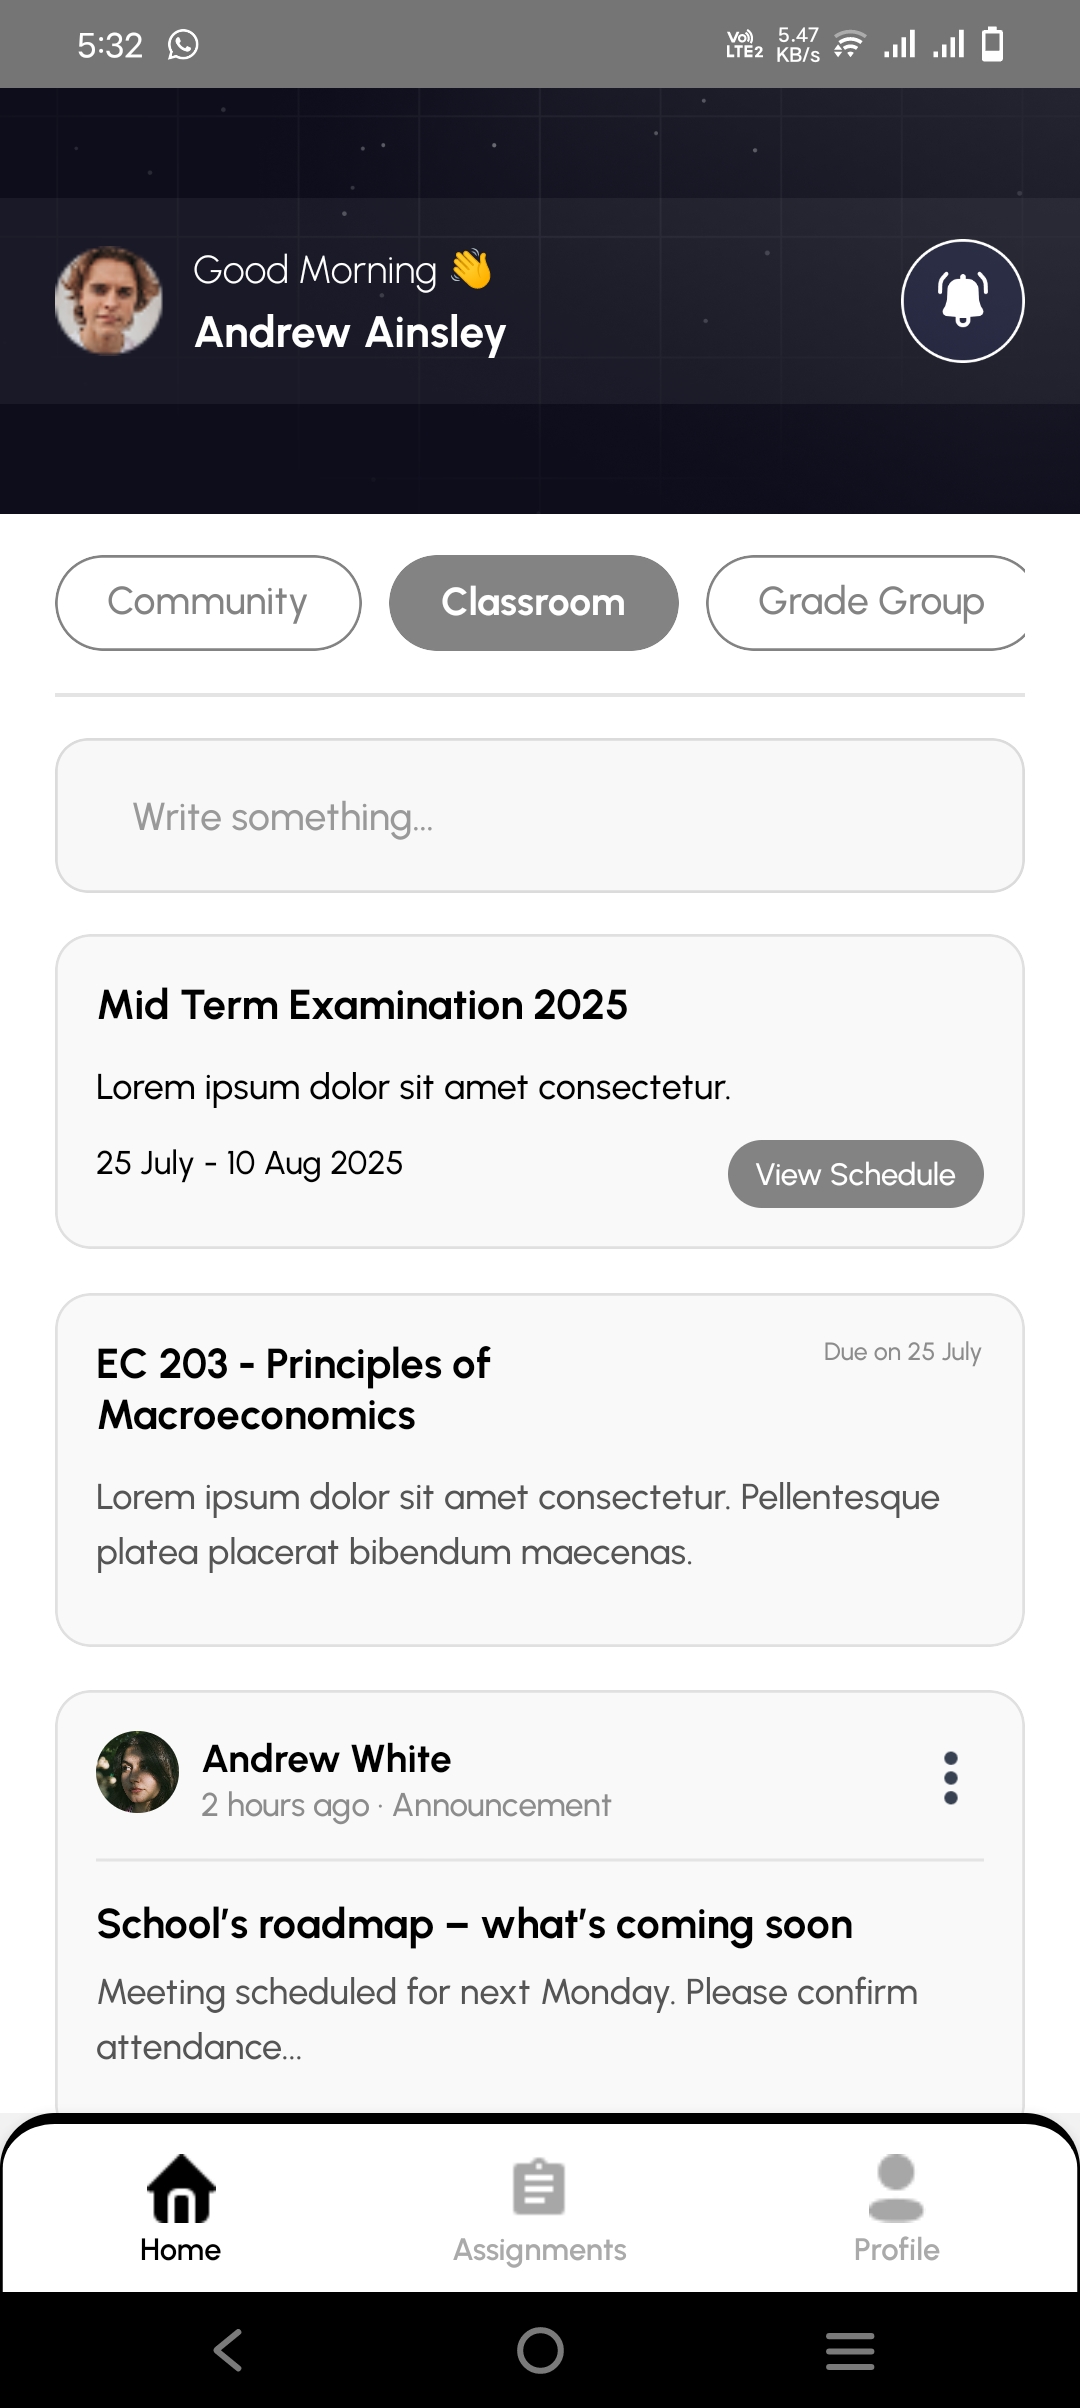 5:32
Vo)) LTE2
5.47 KB/s
Good Morning 👋
Andrew Ainsley
Community
Classroom
Grade Group
Write something...
Mid Term Examination 2025
Lorem ipsum dolor sit amet consectetur.
25 July - 10 Aug 2025
View Schedule
EC 203 - Principles of
Macroeconomics
Due on 25 July
Lorem ipsum dolor sit amet consectetur. Pellentesque
platea placerat bibendum maecenas.
Andrew White
2 hours ago · Announcement
School’s roadmap – what’s coming soon
Meeting scheduled for next Monday. Please confirm
attendance...
Home
Assignments
Profile